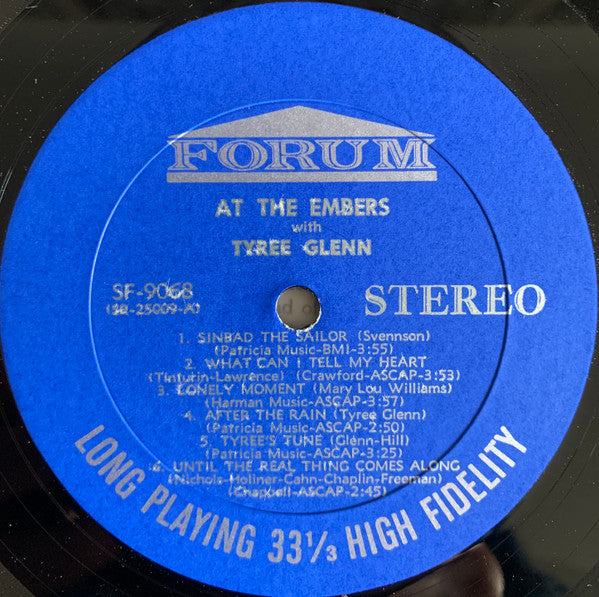 FORUM
AT THE EMBERS
with
TYREE GLENN
SF-9068
(SR-25009-A)
STEREO
1. SINBAD THE SAILOR (Svennson)
(Patricia Music-BMI-3:55)
2. WHAT CAN I TELL MY HEART
(Tinturin-Lawrence) (Crawford-ASCAP-3:53)
3. LONELY MOMENT (Mary Lou Williams)
(Harman Music-ASCAP-3:57)
4. AFTER THE RAIN (Tyree Glenn)
(Patricia Music-ASCAP-2:50)
5. TYREE'S TUNE (Glenn-Hill)
(Patricia Music-ASCAP-3:25)
6. UNTIL THE REAL THING COMES ALONG
(Nichols-Holiner-Cahn-Chaplin-Freeman)
(Chappell-ASCAP-2:45)
LONG PLAYING 33⅓ HIGH FIDELITY